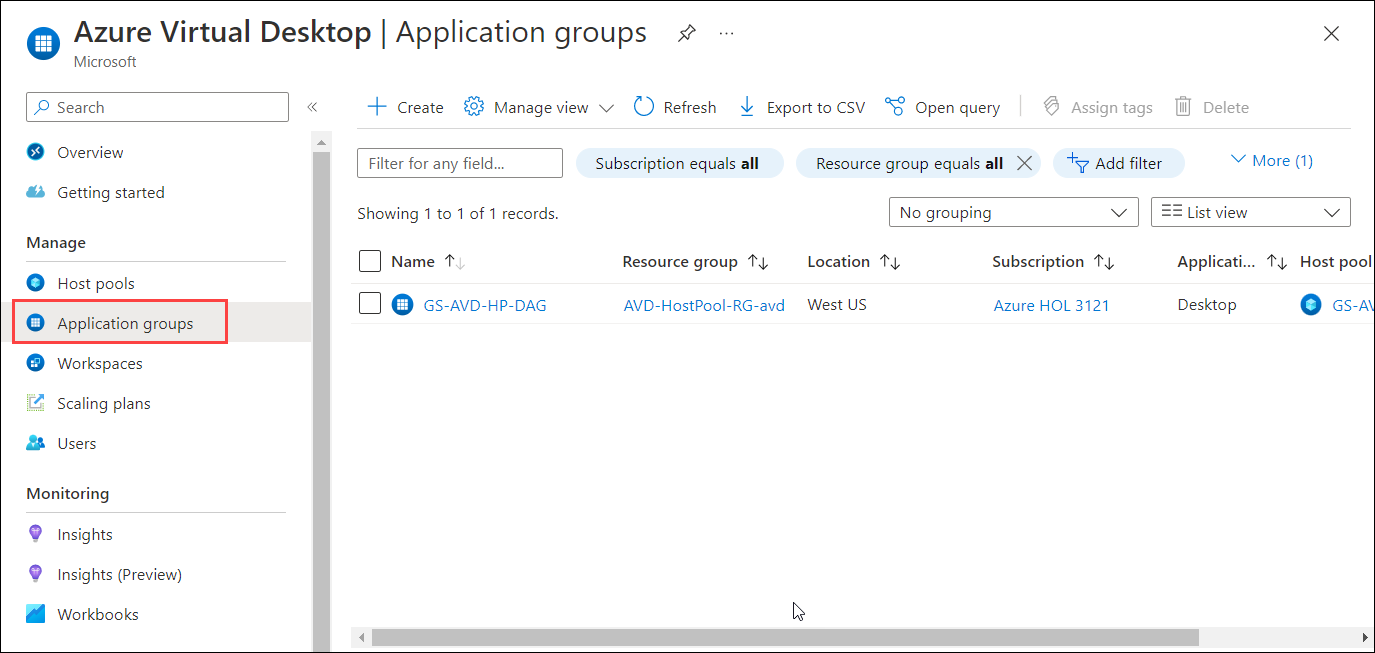 Azure Virtual Desktop | Application groups ...
Microsoft
Search «
Overview
Getting started
Manage
Host pools
Application groups
Workspaces
Scaling plans
Users
Monitoring
Insights
Insights (Preview)
Workbooks
Create Manage view Refresh Export to CSV Open query Assign tags Delete
Filter for any field... Subscription equals all Resource group equals all Add filter More (1)
Showing 1 to 1 of 1 records. No grouping List view
Name Resource group Location Subscription Applicati... Host pool
GS-AVD-HP-DAG AVD-HostPool-RG-avd West US Azure HOL 3121 Desktop GS-AV